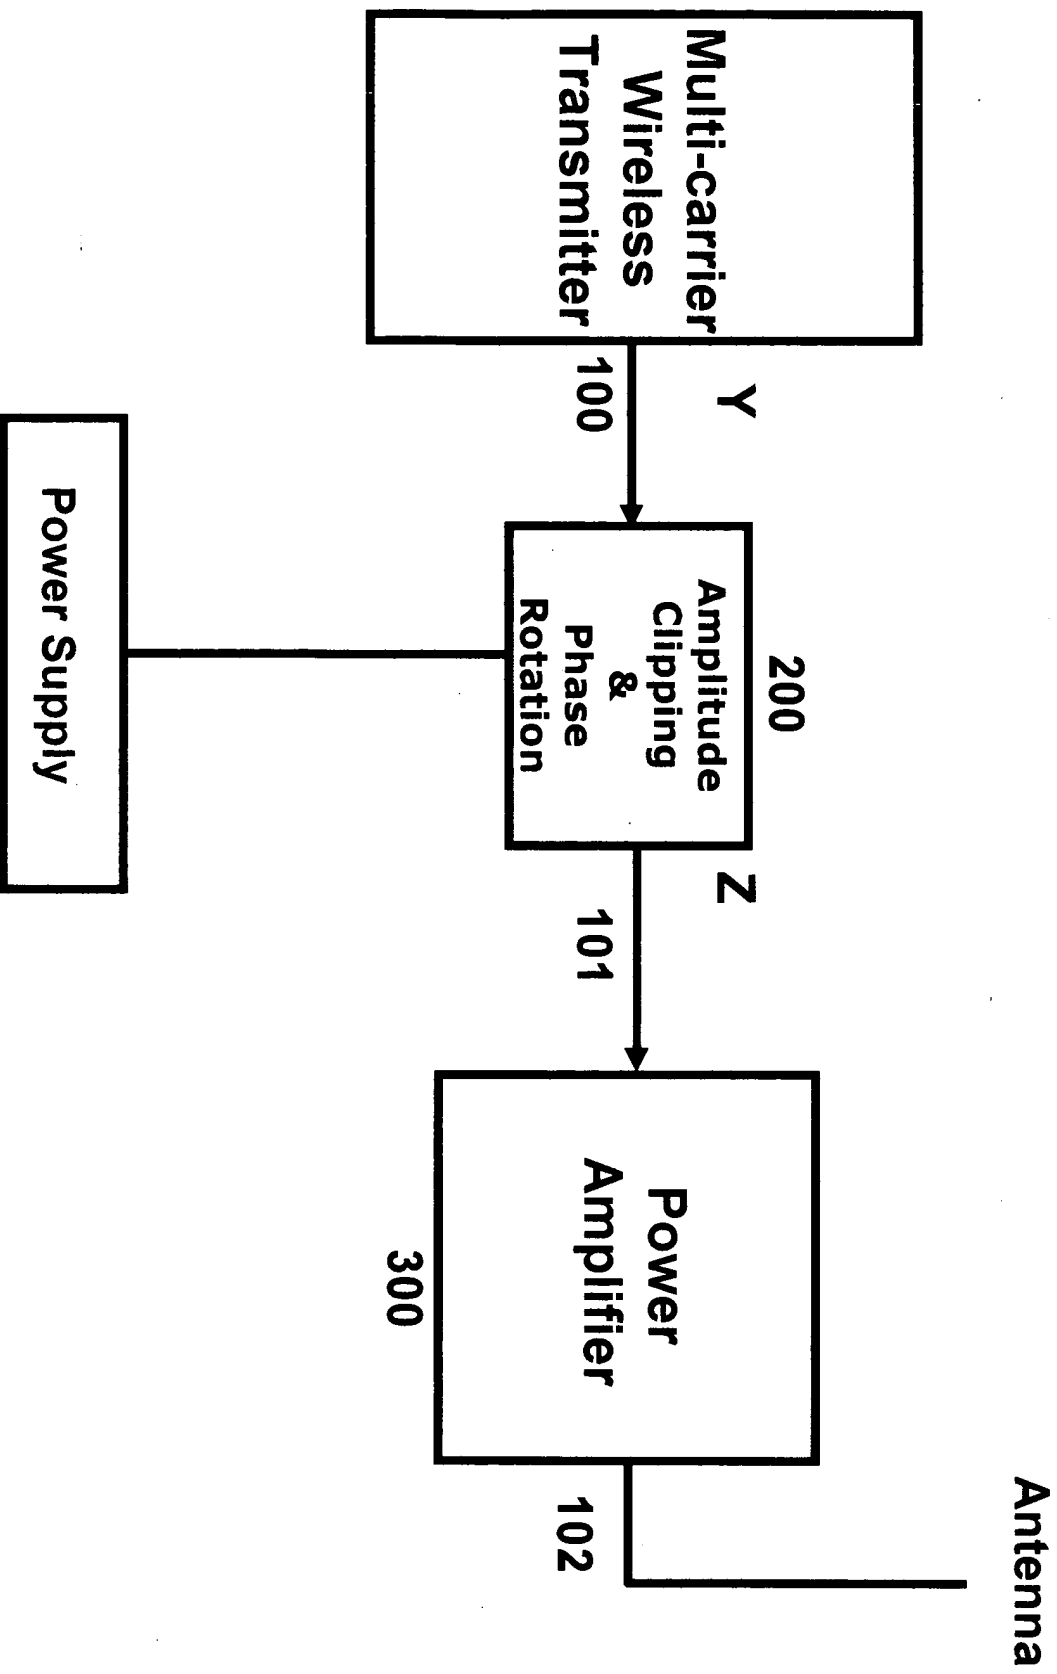 Antenna
Multi-carrier
Wireless
Transmitter
Y
100
200
Amplitude
Clipping
&
Phase
Rotation
Z
101
Power
Amplifier
300
102
Power Supply